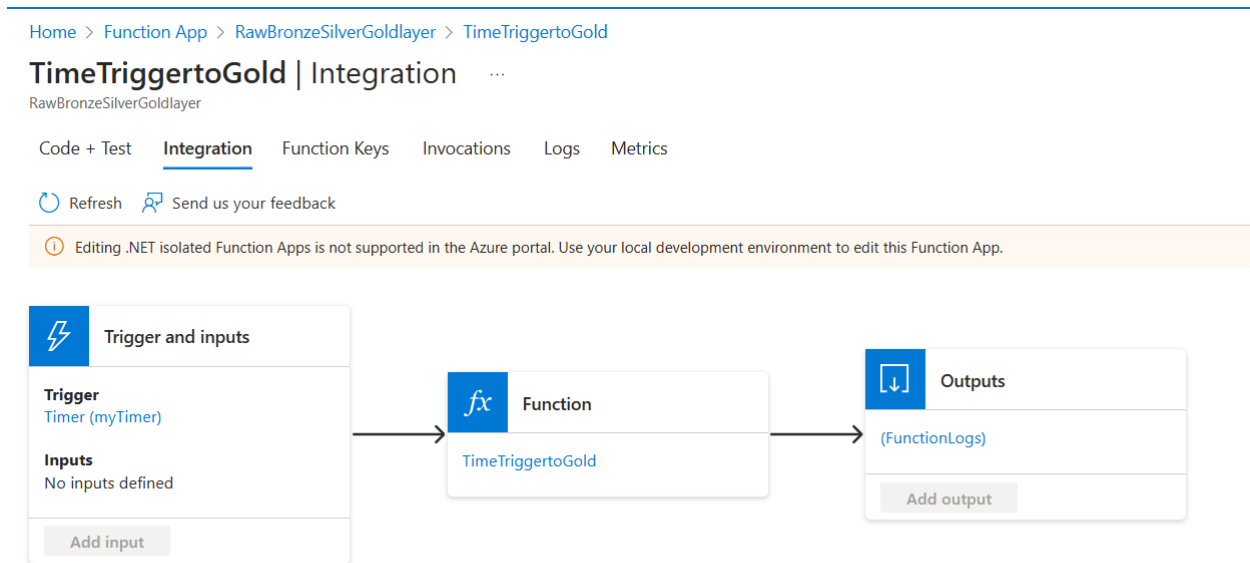 Home > Function App > RawBronzeSilverGoldlayer > TimeTriggertoGold
TimeTriggertoGold | Integration ...
RawBronzeSilverGoldlayer
Code + Test Integration Function Keys Invocations Logs Metrics
Refresh Send us your feedback
Editing .NET isolated Function Apps is not supported in the Azure portal. Use your local development environment to edit this Function App.
Trigger and inputs
Trigger
Timer (myTimer)
Inputs
No inputs defined
Add input
fx Function
TimeTriggertoGold
Outputs
(FunctionLogs)
Add output